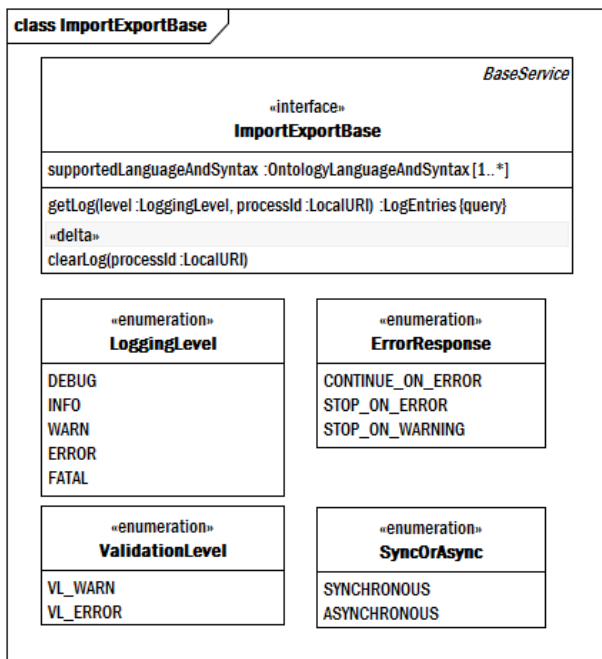 class ImportExportBase
BaseService
«interface»
ImportExportBase
supportedLanguageAndSyntax :OntologyLanguageAndSyntax [1..*]
getLog(level :LoggingLevel, processId :LocalURI) :LogEntries {query}
«delta»
clearLog(processId :LocalURI)
«enumeration»
LoggingLevel
DEBUG
INFO
WARN
ERROR
FATAL
«enumeration»
ErrorResponse
CONTINUE_ON_ERROR
STOP_ON_ERROR
STOP_ON_WARNING
«enumeration»
ValidationLevel
VL_WARN
VL_ERROR
«enumeration»
SyncOrAsync
SYNCHRONOUS
ASYNCHRONOUS